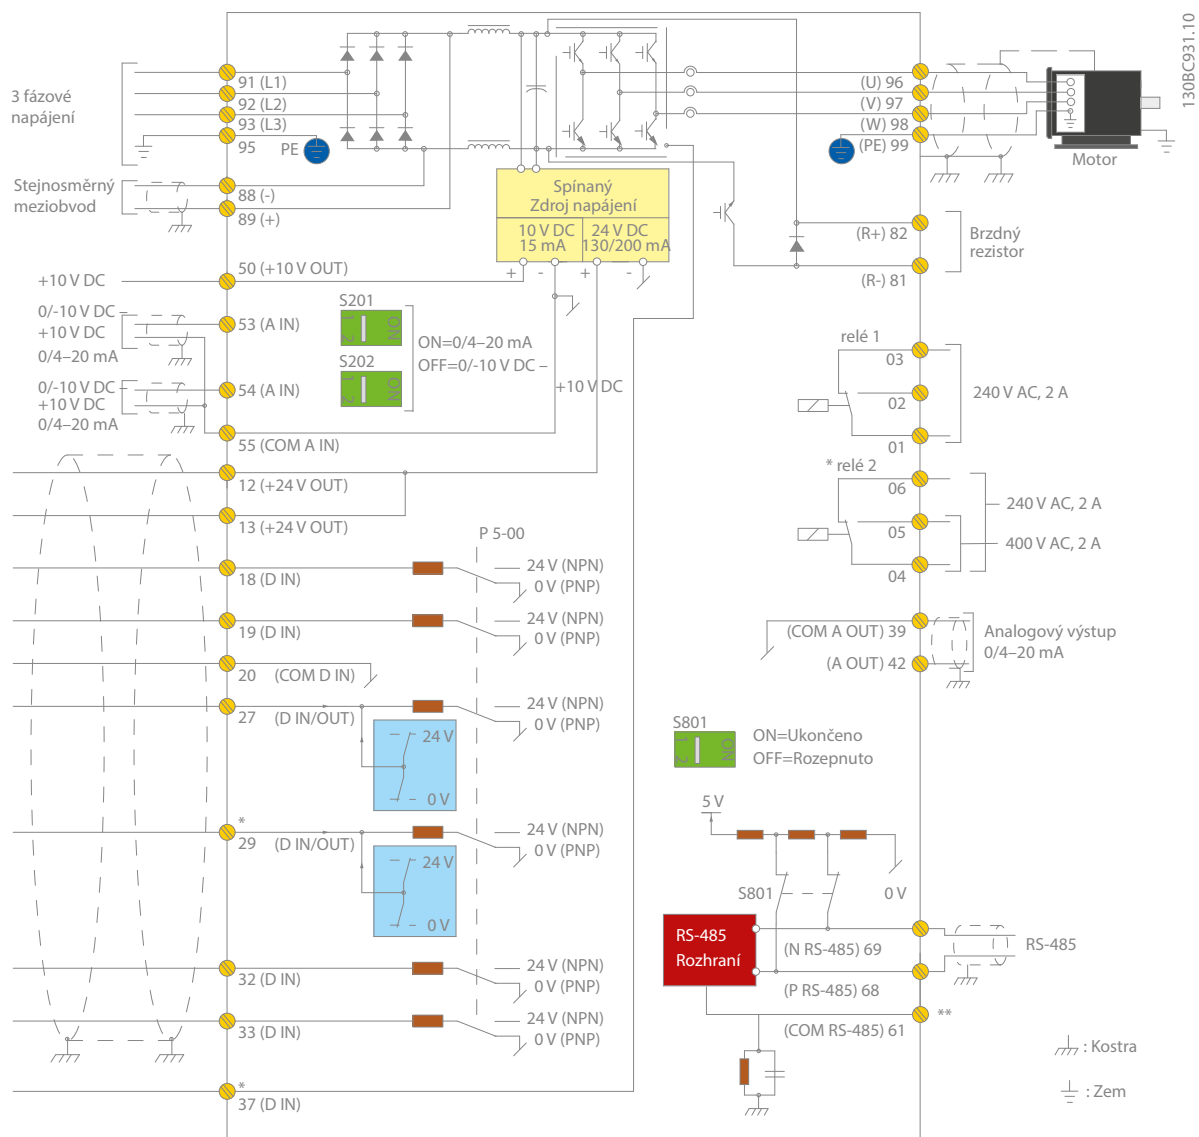 130BC931.10
3 fázové
napájení
91 (L1)
92 (L2)
93 (L3)
95
PE
Stejnosměrný
meziobvod
88 (-)
89 (+)
Spínaný
Zdroj napájení
10 V DC
15 mA
24 V DC
130/200 mA
+ - + -
(U) 96
(V) 97
(W) 98
(PE) 99
Motor
(R+) 82
Brzdný
rezistor
(R-) 81
+10 V DC
50 (+10 V OUT)
0/-10 V DC –
+10 V DC
0/4–20 mA
53 (A IN)
S201
1 2 ON
S202
1 2 ON
ON=0/4–20 mA
OFF=0/-10 V DC –
+10 V DC
0/-10 V DC –
+10 V DC
0/4–20 mA
54 (A IN)
55 (COM A IN)
12 (+24 V OUT)
13 (+24 V OUT)
relé 1
03
02
01
240 V AC, 2 A
* relé 2
06
05
04
240 V AC, 2 A
400 V AC, 2 A
P 5-00
18 (D IN)
24 V (NPN)
0 V (PNP)
19 (D IN)
24 V (NPN)
0 V (PNP)
20 (COM D IN)
27 (D IN/OUT)
24 V (NPN)
0 V (PNP)
24 V
0 V
*
29 (D IN/OUT)
24 V (NPN)
0 V (PNP)
24 V
0 V
32 (D IN)
24 V (NPN)
0 V (PNP)
33 (D IN)
24 V (NPN)
0 V (PNP)
*
37 (D IN)
(COM A OUT) 39
(A OUT) 42
Analogový výstup
0/4–20 mA
S801
1 2 ON
ON=Ukončeno
OFF=Rozepnuto
5 V
S801
0 V
RS-485
Rozhraní
(N RS-485) 69
RS-485
(P RS-485) 68
(COM RS-485) 61
**
: Kostra
: Zem